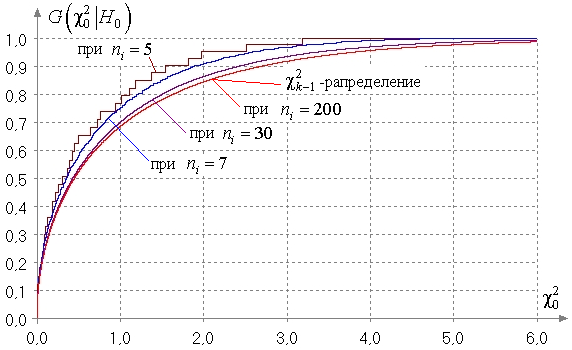 G(χ₀²|H₀)
1.0
при nᵢ = 5
0.9
χ²ₖ₋₁ -рапределение
0.8
при nᵢ = 200
0.7
при nᵢ = 30
0.6
при nᵢ = 7
0.5
0.4
0.3
0.2
0.1
χ₀²
0,0
0,0 1.0 2.0 3.0 4.0 5.0 6.0